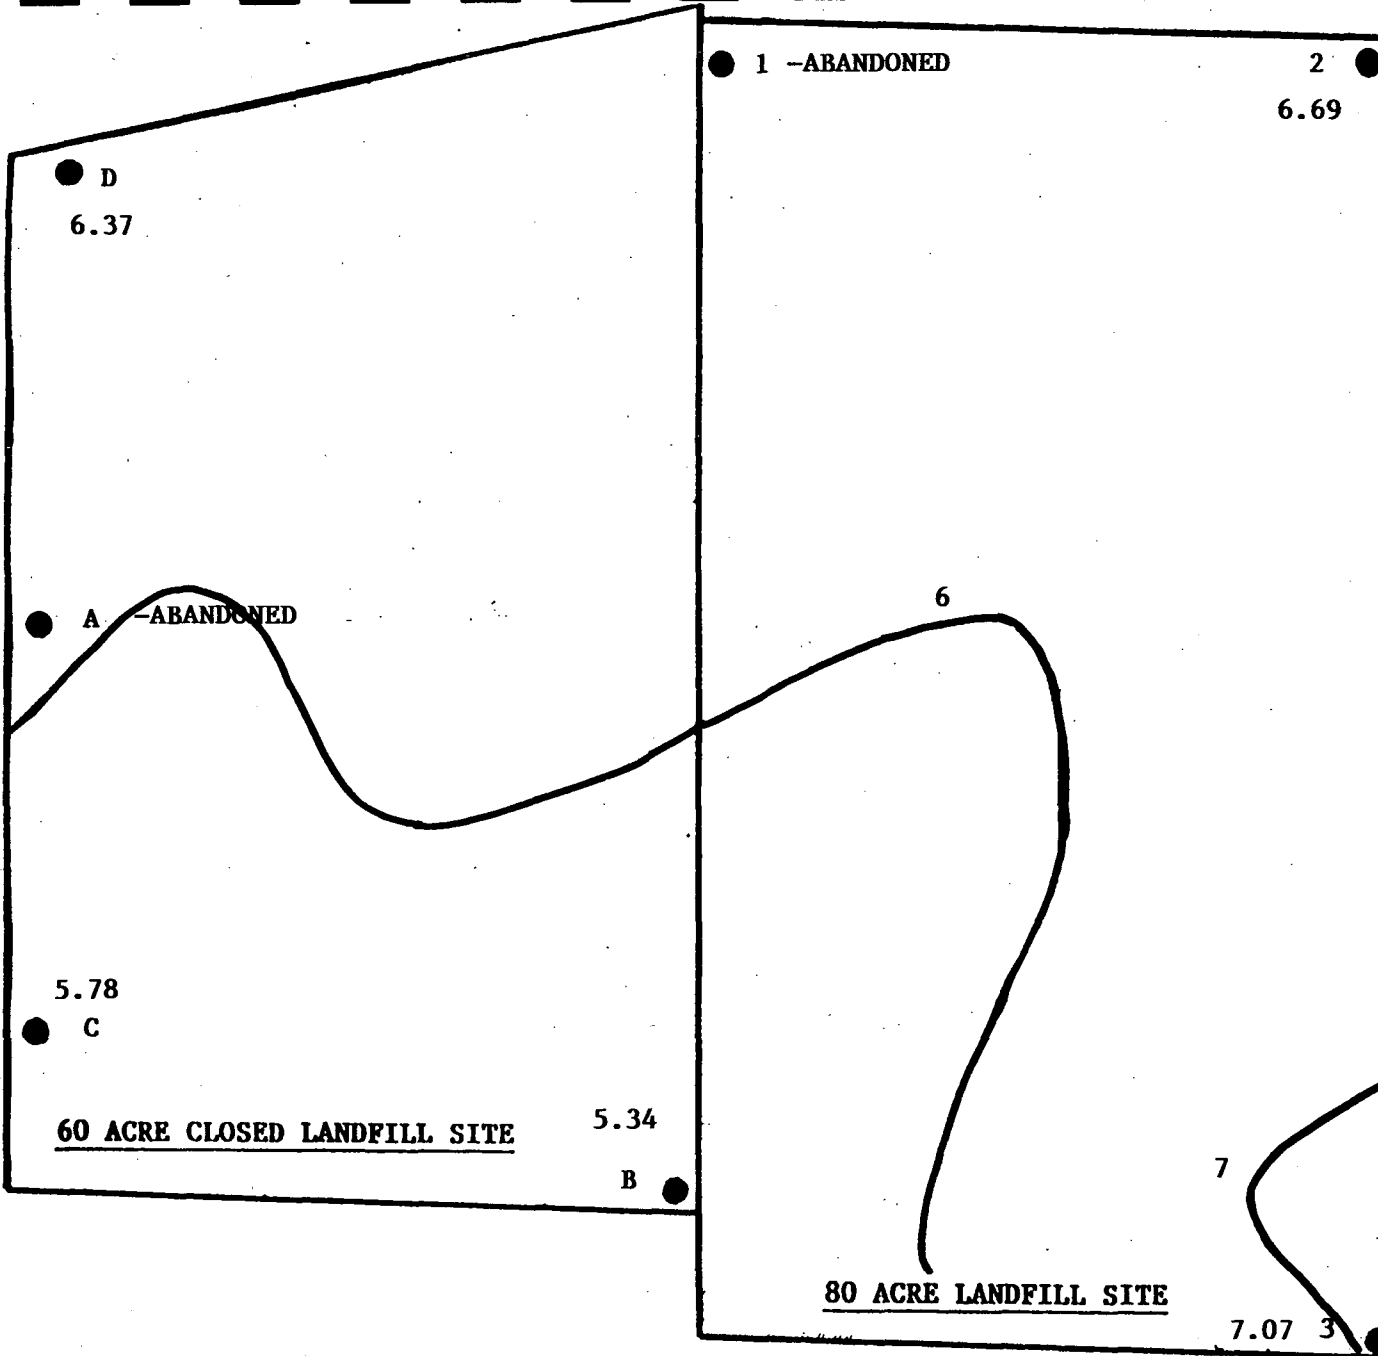 1 -ABANDONED
2
6.69
D
6.37
6
A -ABANDONED
5.78
C
5.34
60 ACRE CLOSED LANDFILL SITE
7
B
80 ACRE LANDFILL SITE
7.07 3